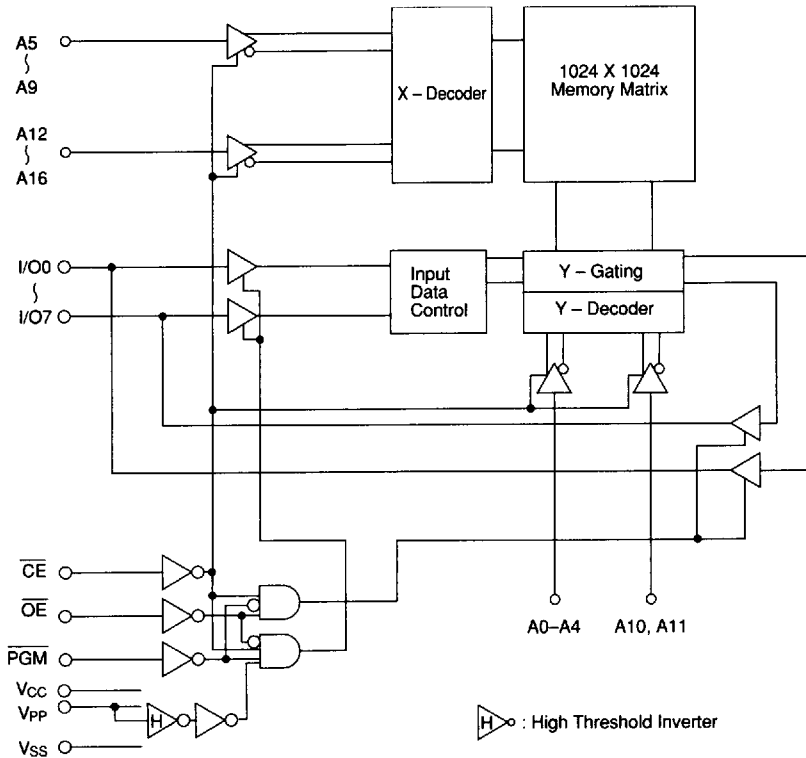 A5
A9
A12
A16
X – Decoder
1024 X 1024
Memory Matrix
I/O0
I/O7
Input
Data
Control
Y – Gating
Y – Decoder
CE
OE
PGM
VCC
VPP
VSS
H
A0–A4
A10, A11
H : High Threshold Inverter